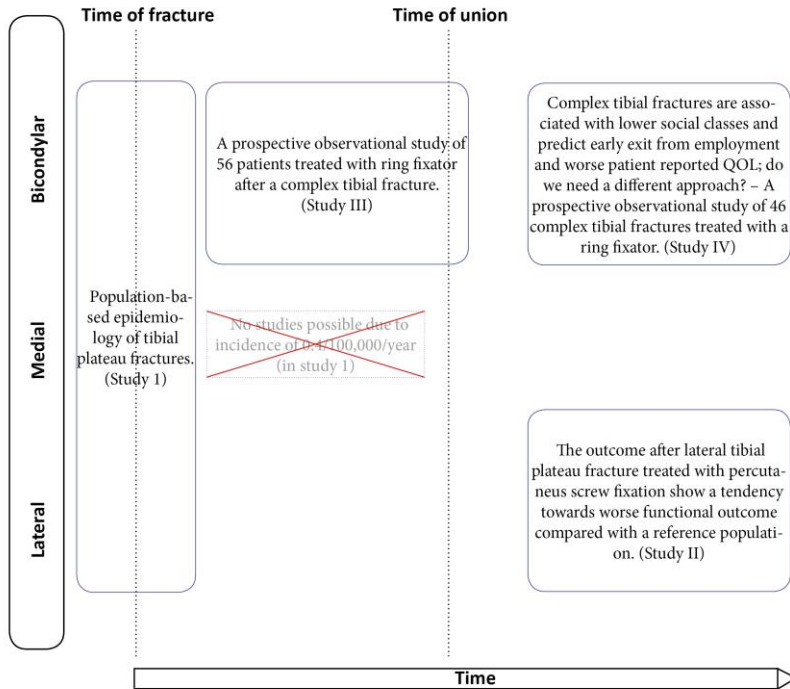 Time of fracture
Time of union
Bicondylar
Medial
Lateral
Population-ba-
sed epidemio-
logy of tibial
plateau fractures.
(Study 1)
A prospective observational study of
56 patients treated with ring fixator
after a complex tibial fracture.
(Study III)
No studies possible due to
incidence of 0.4/100,000/year
(in study 1)
Complex tibial fractures are asso-
ciated with lower social classes and
predict early exit from employment
and worse patient reported QOL; do
we need a different approach? – A
prospective observational study of 46
complex tibial fractures treated with a
ring fixator. (Study IV)
The outcome after lateral tibial
plateau fracture treated with percuta-
neus screw fixation show a tendency
towards worse functional outcome
compared with a reference populati-
on. (Study II)
Time